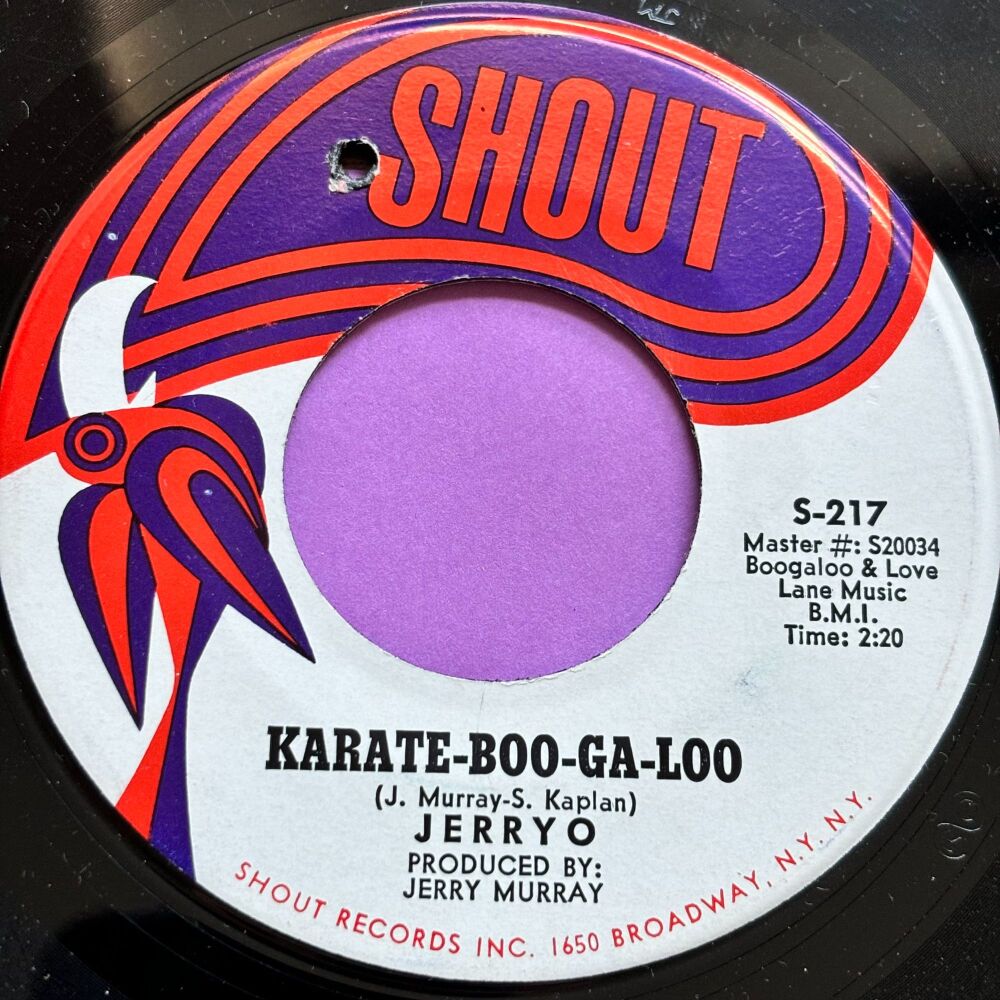 SHOUT
S-217
Master #: S20034
Boogaloo & Love
Lane Music
B.M.I.
Time: 2:20
KARATE-BOO-GA-LOO
(J. Murray-S. Kaplan)
JERRYO
PRODUCED BY:
JERRY MURRAY
SHOUT RECORDS INC. 1650 BROADWAY, N.Y. N.Y.